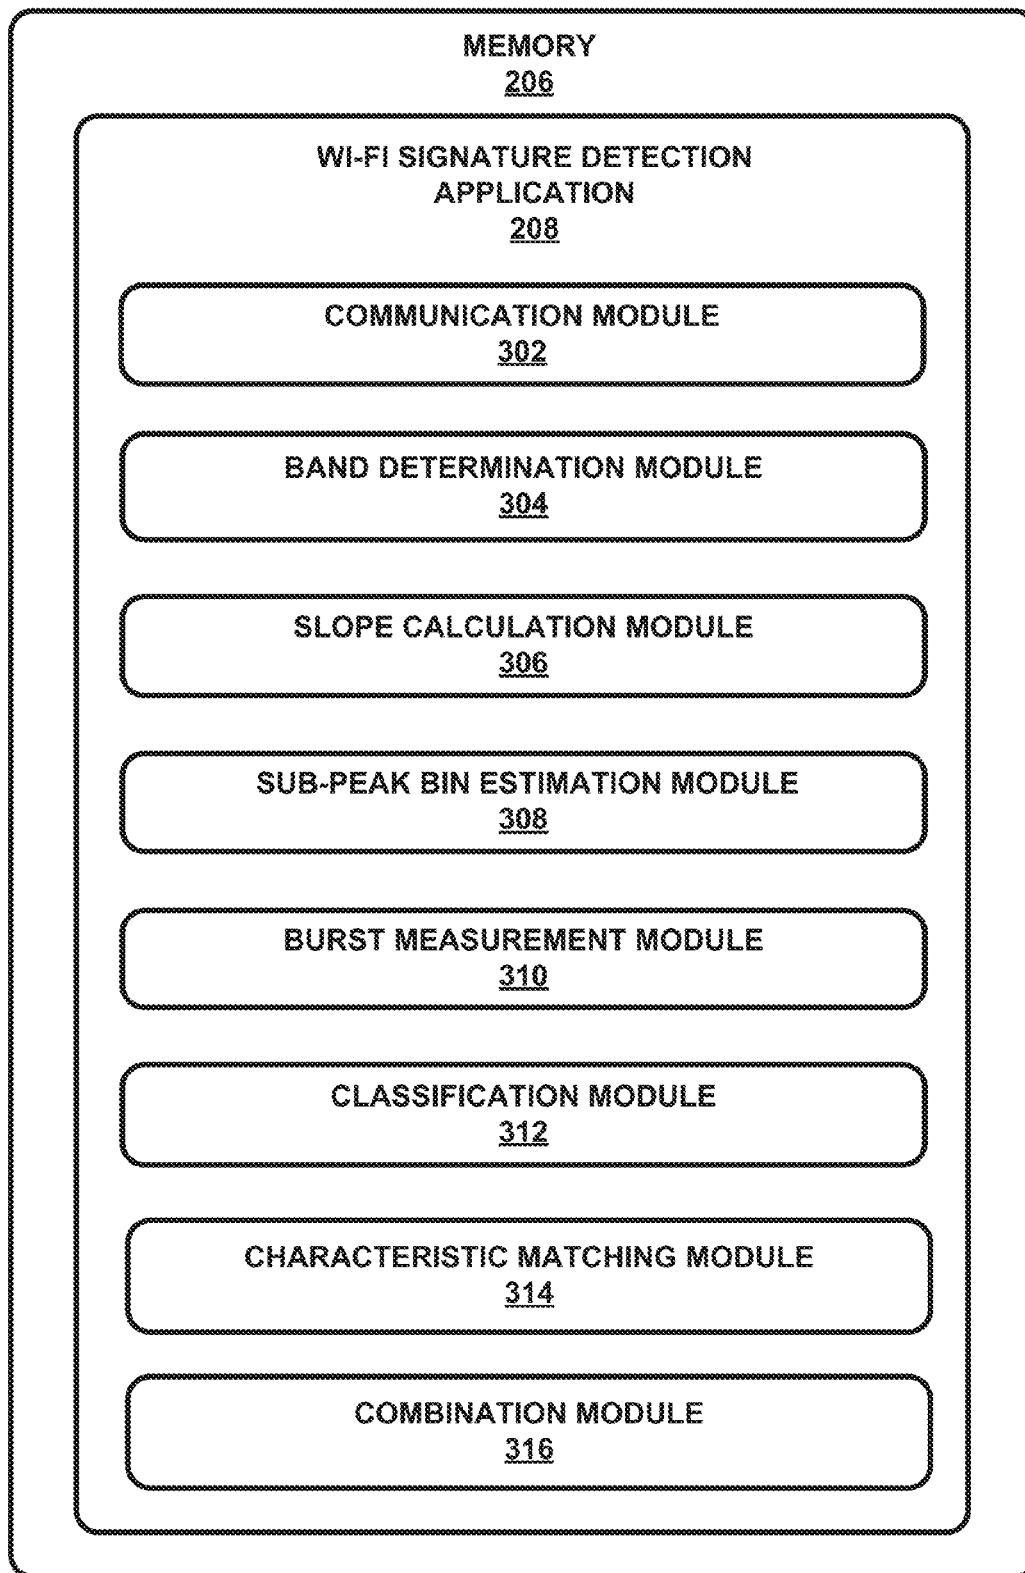 MEMORY
206
WI-FI SIGNATURE DETECTION
APPLICATION
208
COMMUNICATION MODULE
302
BAND DETERMINATION MODULE
304
SLOPE CALCULATION MODULE
306
SUB-PEAK BIN ESTIMATION MODULE
308
BURST MEASUREMENT MODULE
310
CLASSIFICATION MODULE
312
CHARACTERISTIC MATCHING MODULE
314
COMBINATION MODULE
316